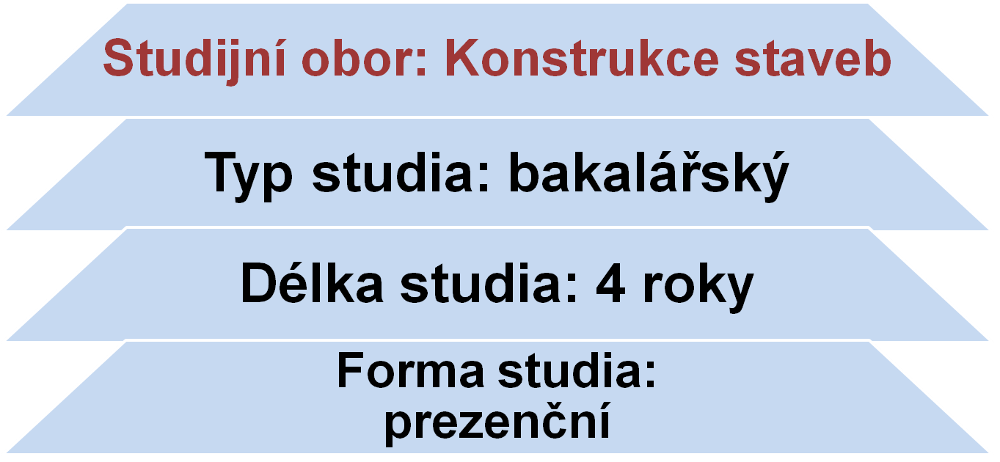 Studijní obor: Konstrukce staveb
Typ studia: bakalářský
Délka studia: 4 roky
Forma studia:
prezenční